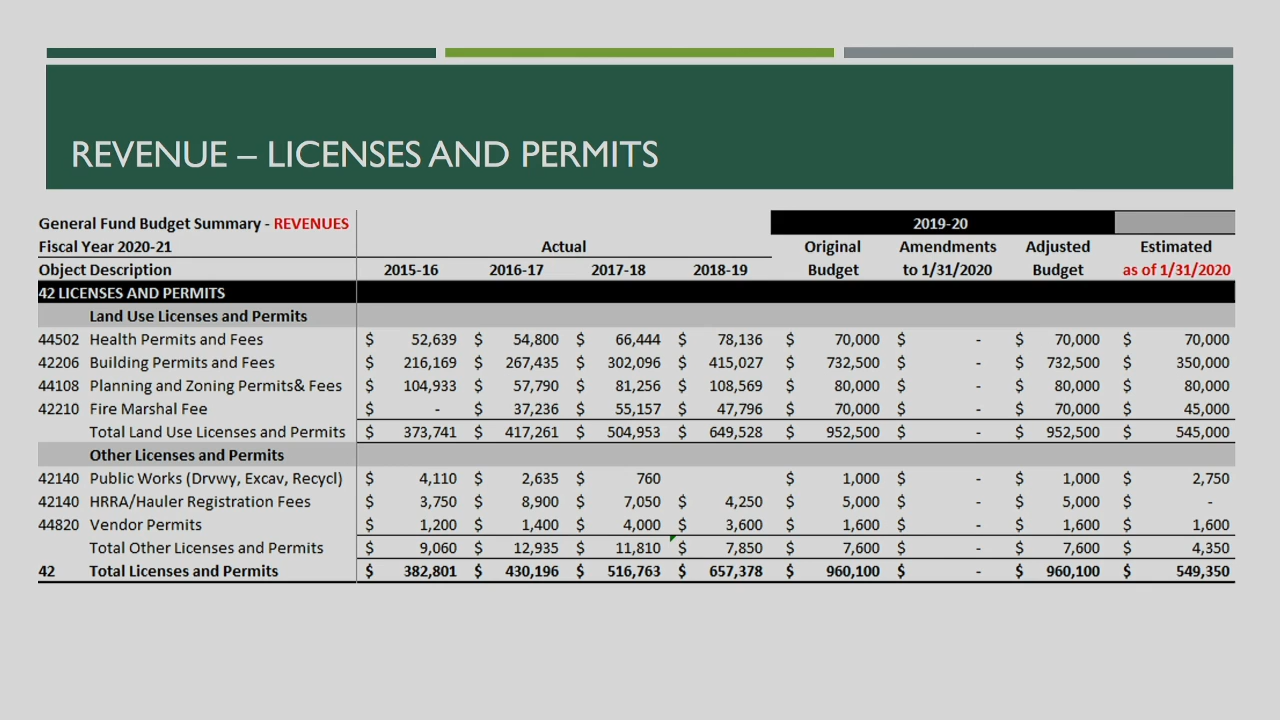 REVENUE – LICENSES AND PERMITS
General Fund Budget Summary - REVENUES 2019-20
Fiscal Year 2020-21 Actual Original Amendments Adjusted Estimated
Object Description 2015-16 2016-17 2017-18 2018-19 Budget to 1/31/2020 Budget as of 1/31/2020
42 LICENSES AND PERMITS
Land Use Licenses and Permits
44502 Health Permits and Fees $ 52,639 $ 54,800 $ 66,444 $ 78,136 $ 70,000 $ - $ 70,000 $ 70,000
42206 Building Permits and Fees $ 216,169 $ 267,435 $ 302,096 $ 415,027 $ 732,500 $ - $ 732,500 $ 350,000
44108 Planning and Zoning Permits& Fees $ 104,933 $ 57,790 $ 81,256 $ 108,569 $ 80,000 $ - $ 80,000 $ 80,000
42210 Fire Marshal Fee $ - $ 37,236 $ 55,157 $ 47,796 $ 70,000 $ - $ 70,000 $ 45,000
Total Land Use Licenses and Permits $ 373,741 $ 417,261 $ 504,953 $ 649,528 $ 952,500 $ - $ 952,500 $ 545,000
Other Licenses and Permits
42140 Public Works (Drvwy, Excav, Recycl) $ 4,110 $ 2,635 $ 760 $ 1,000 $ - $ 1,000 $ 2,750
42140 HRRA/Hauler Registration Fees $ 3,750 $ 8,900 $ 7,050 $ 4,250 $ 5,000 $ - $ 5,000 $ -
44820 Vendor Permits $ 1,200 $ 1,400 $ 4,000 $ 3,600 $ 1,600 $ - $ 1,600 $ 1,600
Total Other Licenses and Permits $ 9,060 $ 12,935 $ 11,810 $ 7,850 $ 7,600 $ - $ 7,600 $ 4,350
42 Total Licenses and Permits $ 382,801 $ 430,196 $ 516,763 $ 657,378 $ 960,100 $ - $ 960,100 $ 549,350